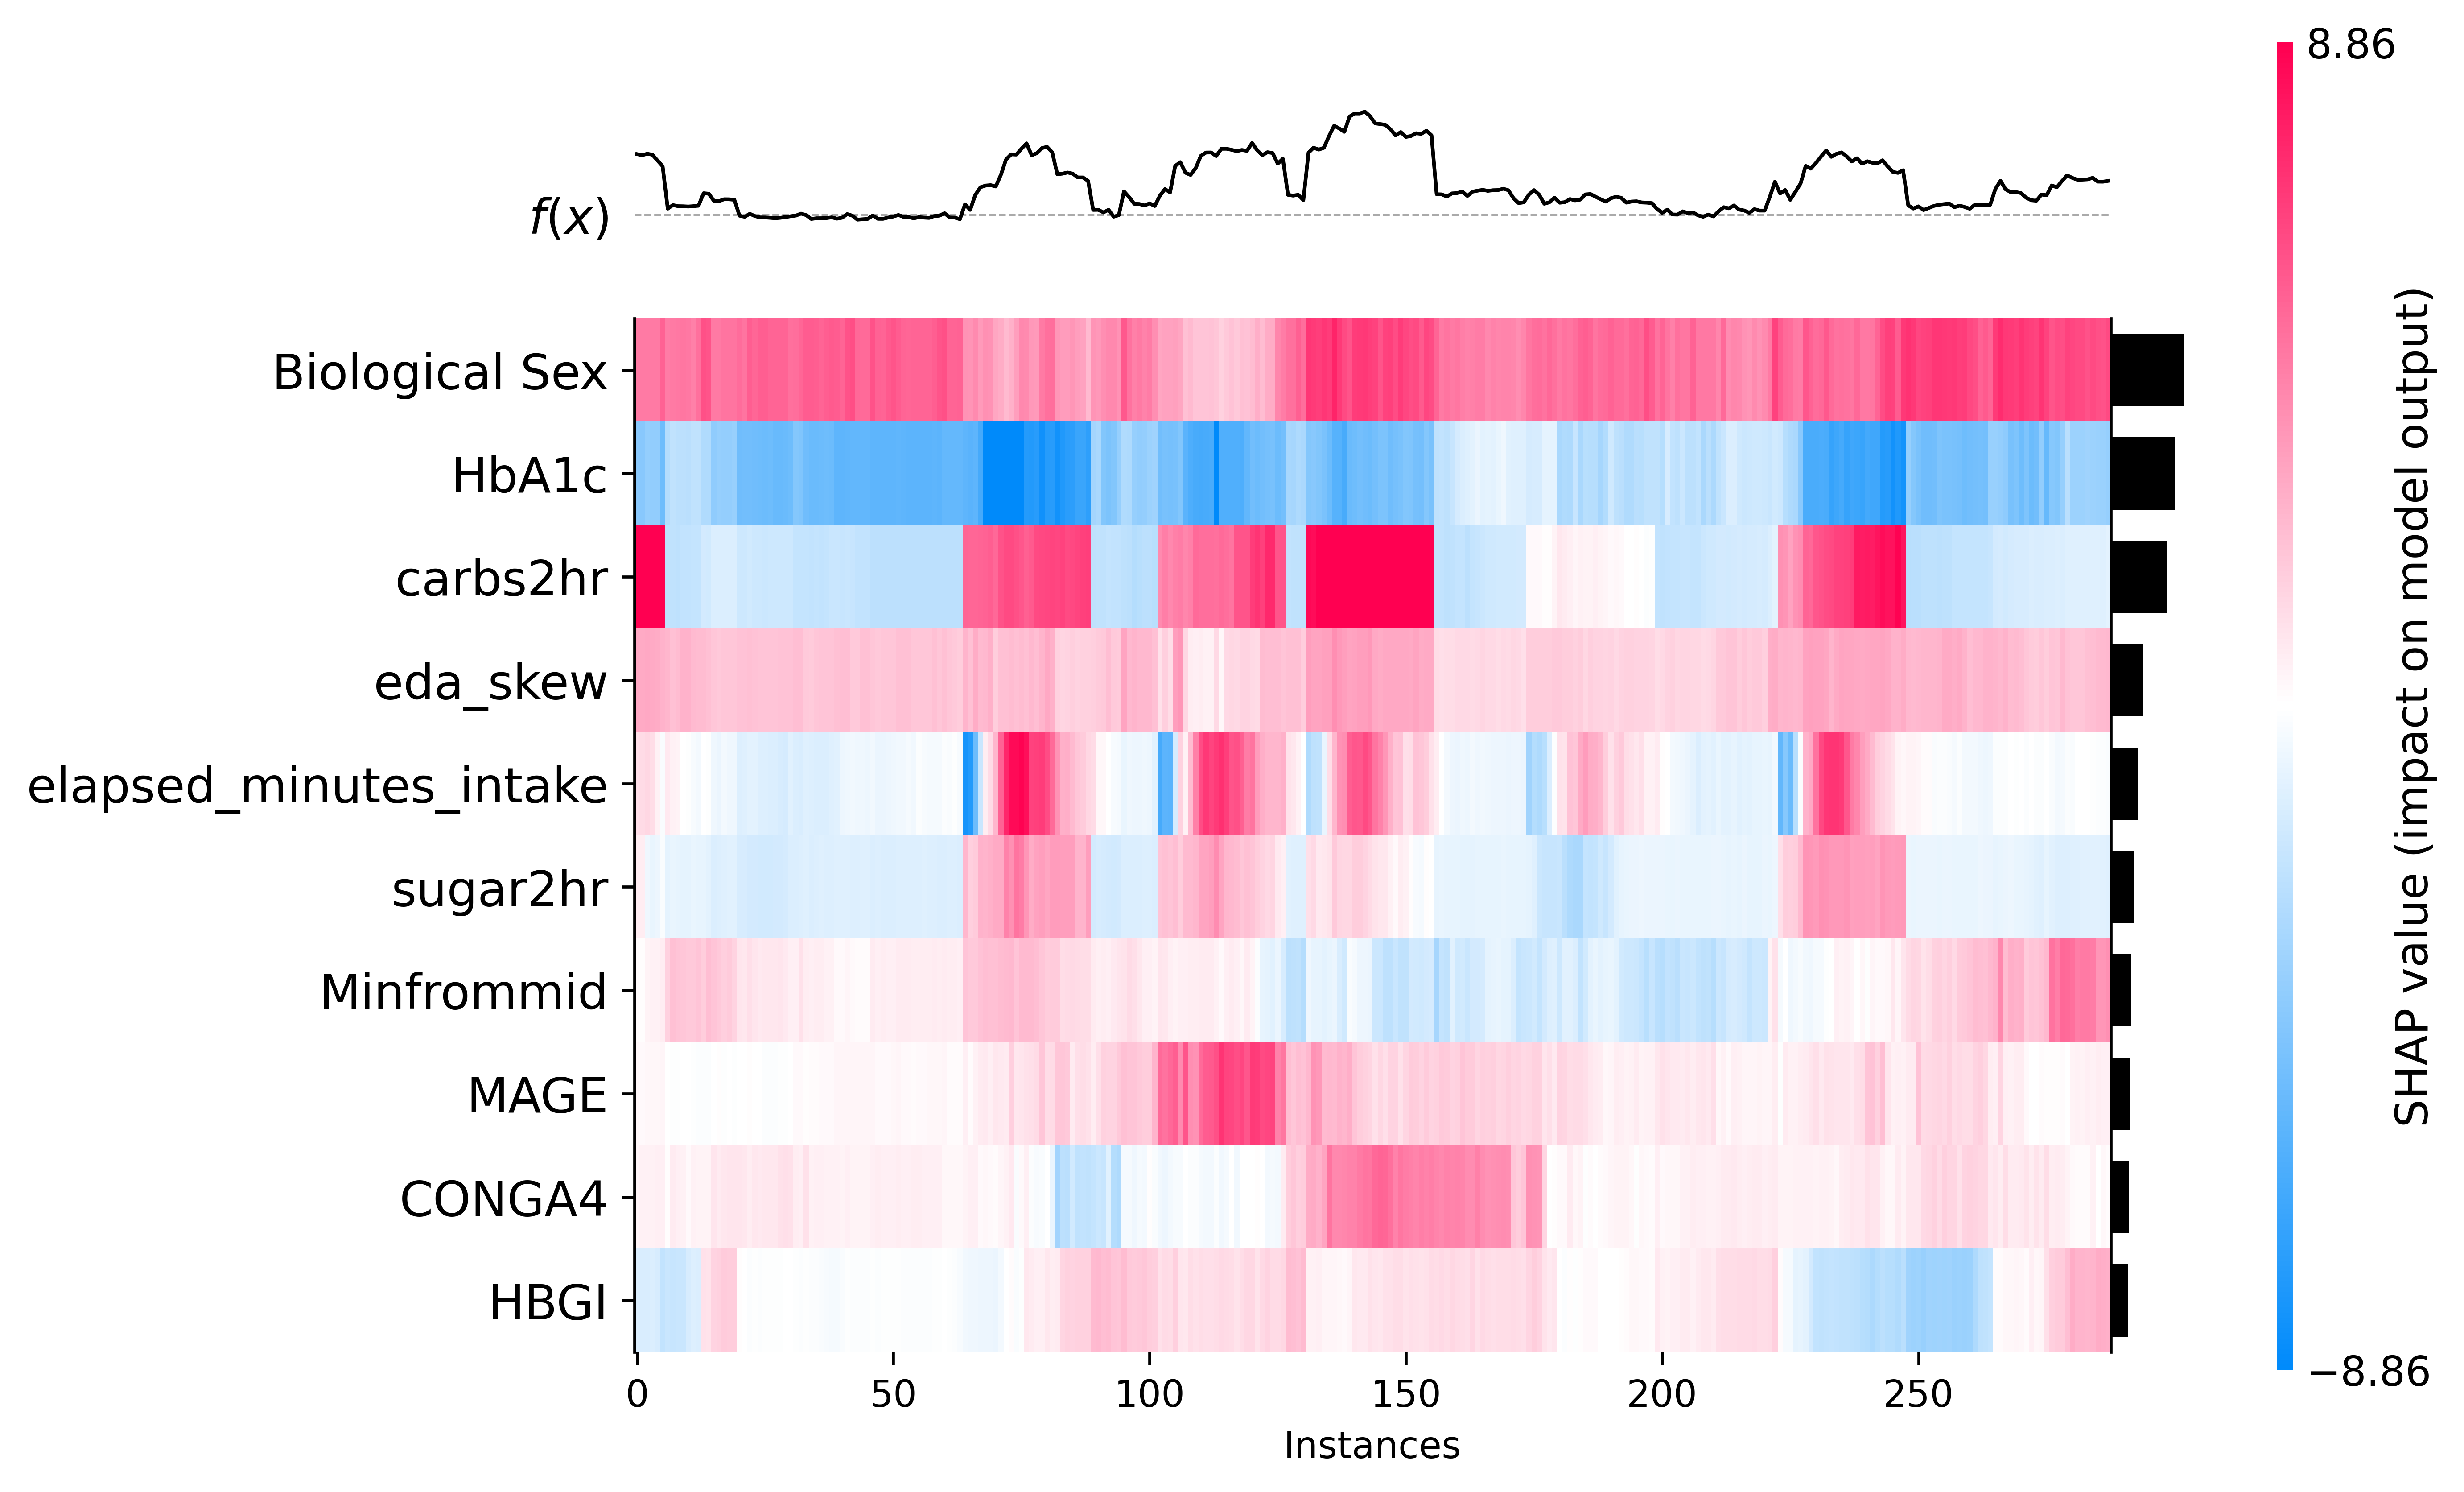 8.86
f(x)
Biological Sex
HbA1c
carbs2hr
eda_skew
elapsed_minutes_intake
sugar2hr
Minfrommid
MAGE
CONGA4
HBGI
0 50 100 150 200 250
Instances
SHAP value (impact on model output)
−8.86